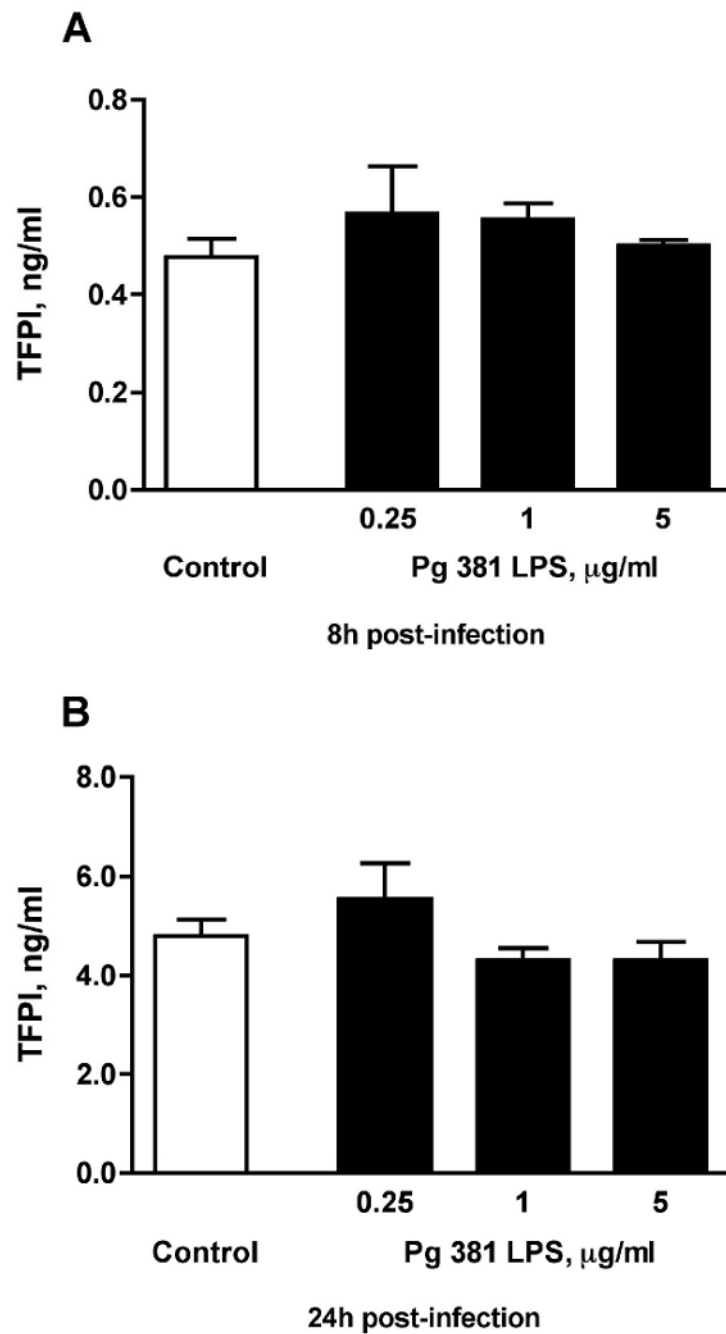 A
TFPI, ng/ml
0.8
0.6
0.4
0.2
0.0
0.25 1 5
Control Pg 381 LPS, μg/ml
8h post-infection
B
TFPI, ng/ml
8.0
6.0
4.0
2.0
0.0
0.25 1 5
Control Pg 381 LPS, μg/ml
24h post-infection